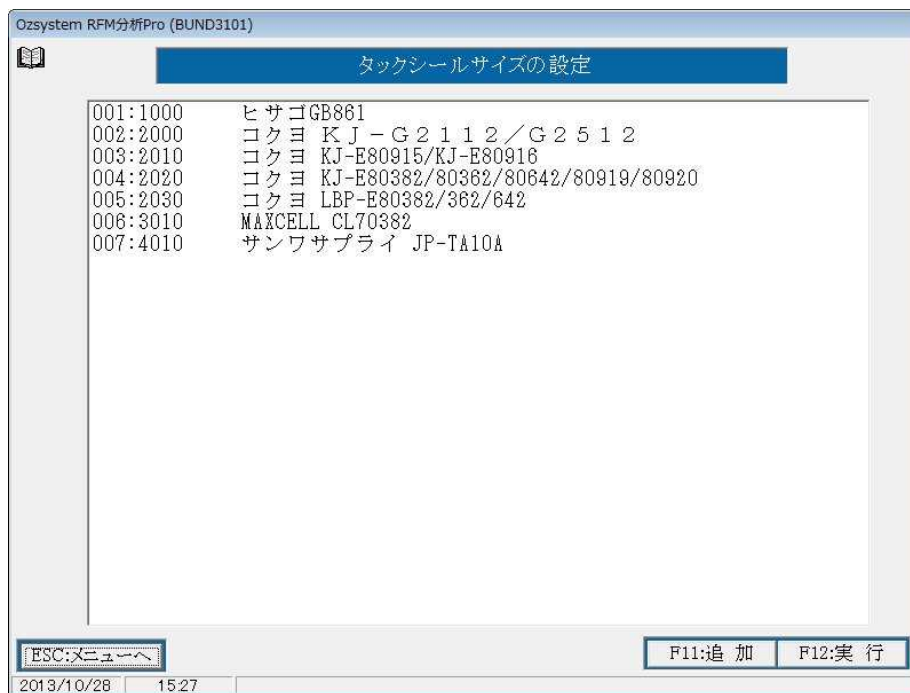 Ozsystem RFM分析Pro (BUND3101)
タックシールサイズの設定
001:1000 ヒサゴGB861
002:2000 コクヨ ＫＪ－Ｇ２１１２／Ｇ２５１２
003:2010 コクヨ KJ-E80915/KJ-E80916
004:2020 コクヨ KJ-E80382/80362/80642/80919/80920
005:2030 コクヨ LBP-E80382/362/642
006:3010 MAXCELL CL70382
007:4010 サンワサプライ JP-TA10A
ESC:メニューへ F11:追 加 F12:実 行
2013/10/28 15:27